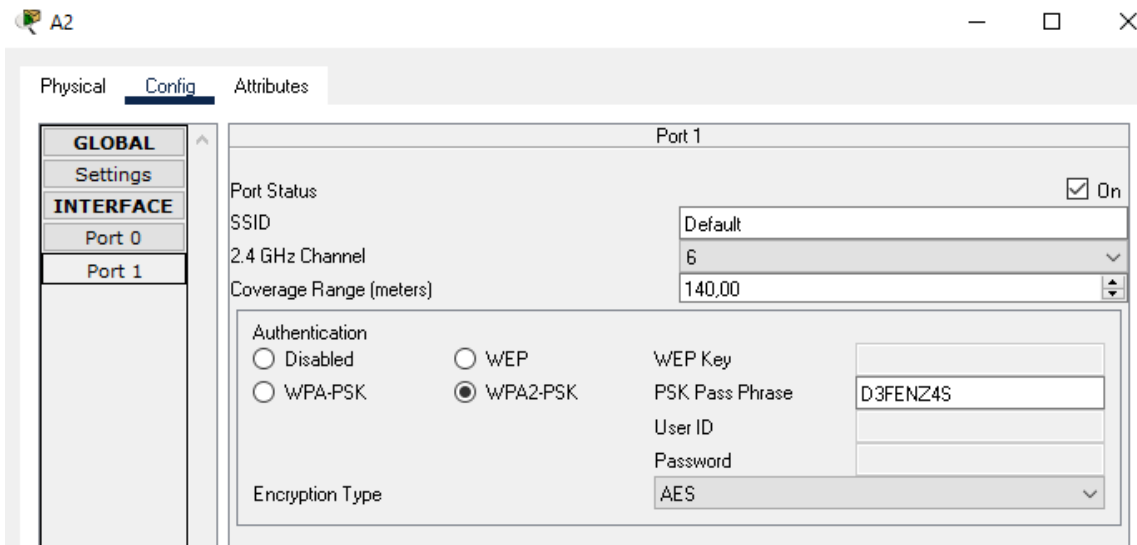 A2
Physical Config Attributes
GLOBAL
Settings
INTERFACE
Port 0
Port 1
Port 1
Port Status On
SSID Default
2.4 GHz Channel 6
Coverage Range (meters) 140,00
Authentication
Disabled WEP WEP Key
WPA-PSK WPA2-PSK PSK Pass Phrase D3FENZ4S
User ID
Password
Encryption Type AES